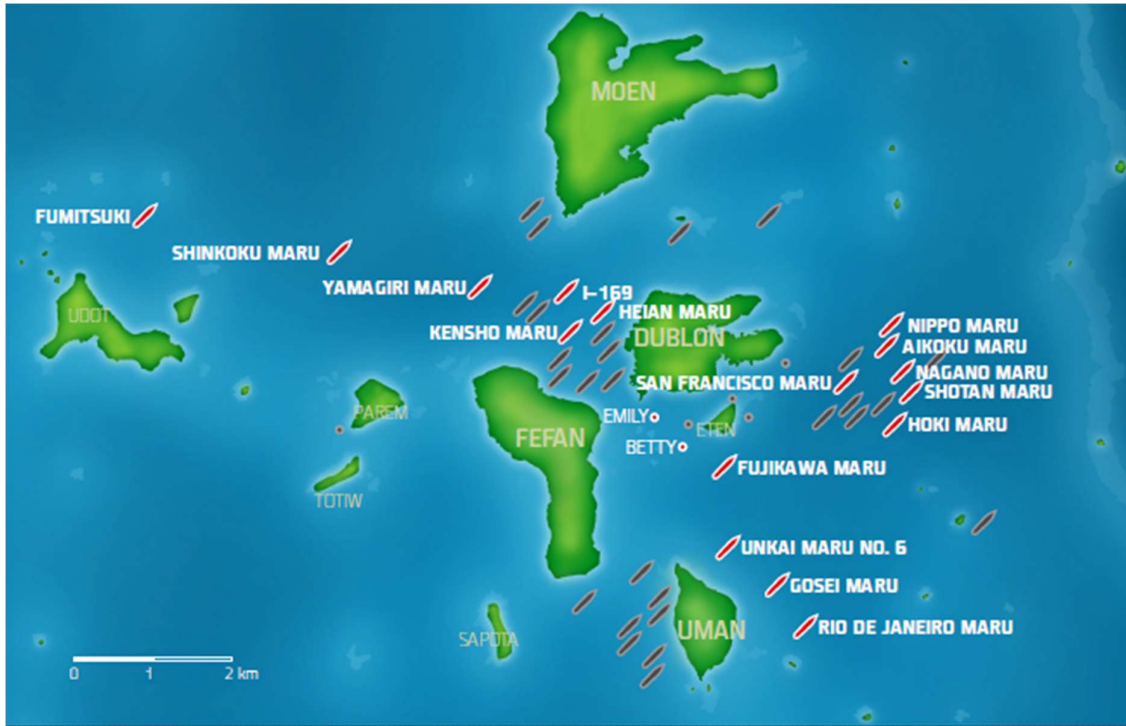 MOEN
FUMITSUKI
SHINKOKU MARU
YAMAGIRI MARU
I-169
HEIAN MARU
UDOT
KENSHO MARU
DUBLON
NIPPO MARU
AIKOKU MARU
NAGANO MARU
SAN FRANCISCO MARU
SHOTAN MARU
PAREM
EMILY
ETEN
HOKI MARU
FEFAN
BETTY
FUJIKAWA MARU
TOTIW
UNKAI MARU NO. 6
GOSEI MARU
SAPOTA
UMAN
RIO DE JANEIRO MARU
0 1 2 km